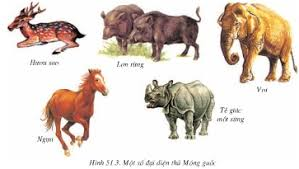 Hươu sao
Lợn rừng
Voi
Ngựa
Tê giác
một sừng
Hình 51.3. Một số đại diện thú Móng guốc